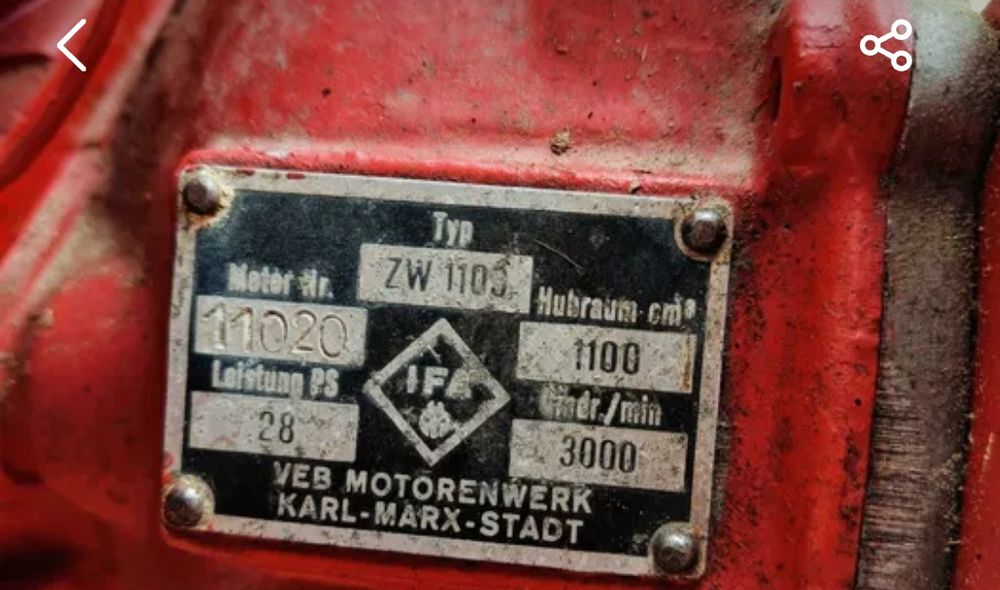 Typ
ZW 1103
Motor Nr.
11020
Hubraum cm³
1100
Leistung PS
28
IFA
Umdr./min
3000
VEB MOTORENWERK
KARL-MARX-STADT